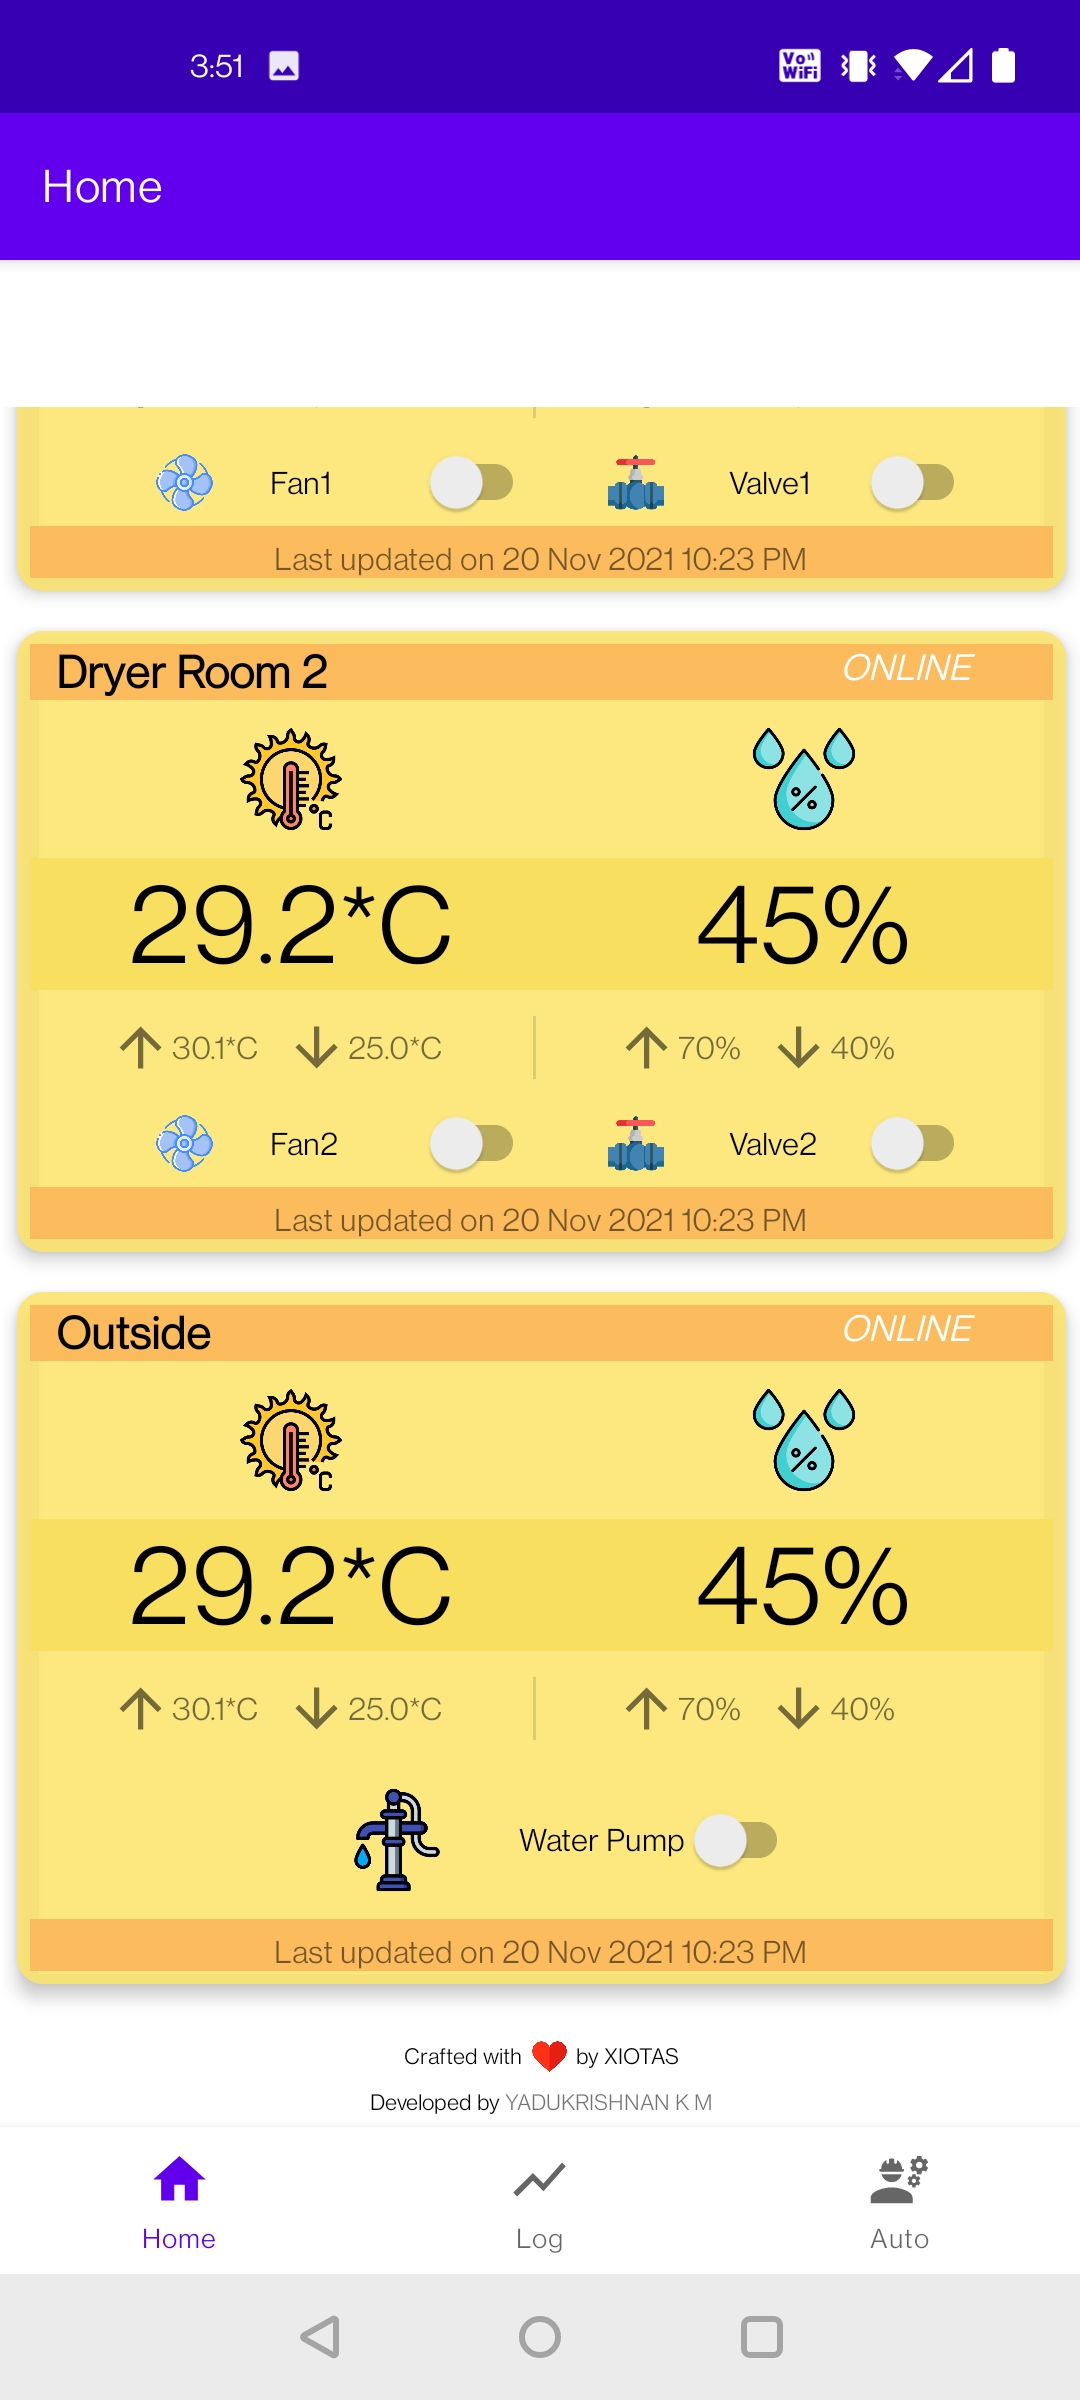 3:51
Vo WiFi
Home
Fan1 Valve1
Last updated on 20 Nov 2021 10:23 PM
Dryer Room 2 ONLINE
°C %
29.2*C 45%
30.1*C 25.0*C 70% 40%
Fan2 Valve2
Last updated on 20 Nov 2021 10:23 PM
Outside ONLINE
°C %
29.2*C 45%
30.1*C 25.0*C 70% 40%
Water Pump
Last updated on 20 Nov 2021 10:23 PM
Crafted with ❤ by XIOTAS
Developed by YADUKRISHNAN K M
Home Log Auto